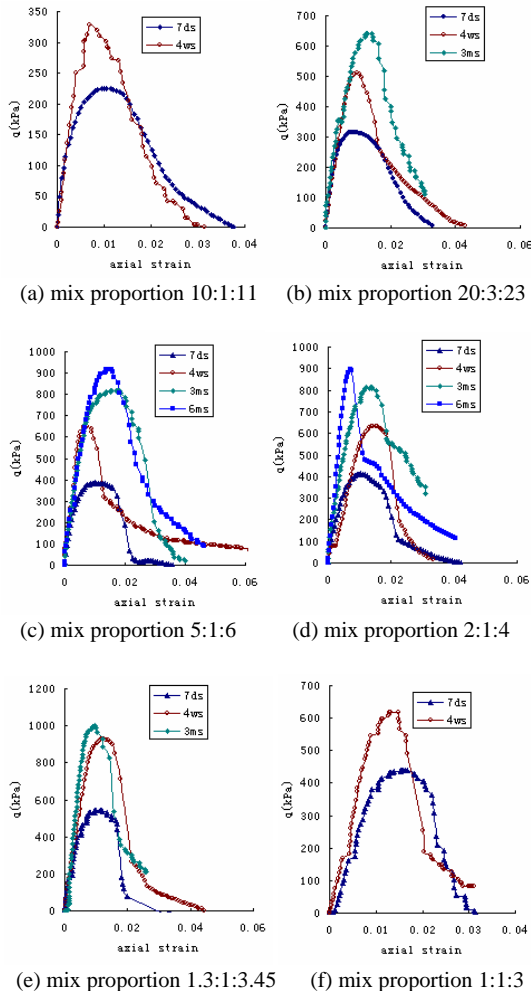 350
300
250
200
150
100
50
0
q(kPa)
7ds
4ws
0 0.01 0.02 0.03 0.04
axial strain
(a) mix proportion 10:1:11
700
600
500
400
300
200
100
0
q(kPa)
7ds
4ws
3ms
0 0.02 0.04 0.06
axial strain
(b) mix proportion 20:3:23
1000
900
800
700
600
500
400
300
200
100
0
q(kPa)
7ds
4ws
3ms
6ms
0 0.02 0.04 0.06
axial strain
(c) mix proportion 5:1:6
1000
900
800
700
600
500
400
300
200
100
0
q(kPa)
7ds
4ws
3ms
6ms
0 0.02 0.04 0.06
axial strain
(d) mix proportion 2:1:4
1200
1000
800
600
400
200
0
q(kPa)
7ds
4ws
3ms
0 0.02 0.04 0.06
axial strain
(e) mix proportion 1.3:1:3.45
700
600
500
400
300
200
100
0
q(kPa)
7ds
4ws
0 0.01 0.02 0.03 0.04
axial strain
(f) mix proportion 1:1:3